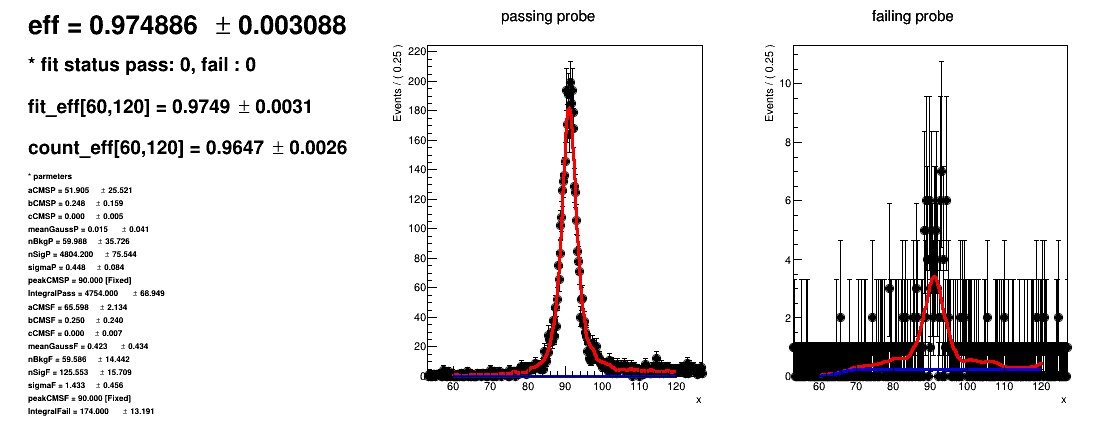 eff = 0.974886 ± 0.003088
* fit status pass: 0, fail : 0
fit_eff[60,120] = 0.9749 ± 0.0031
count_eff[60,120] = 0.9647 ± 0.0026
* parmeters
aCMSP = 51.905 ± 25.521
bCMSP = 0.248 ± 0.159
cCMSP = 0.000 ± 0.005
meanGaussP = 0.015 ± 0.041
nBkgP = 59.988 ± 35.726
nSigP = 4804.200 ± 75.544
sigmaP = 0.448 ± 0.084
peakCMSP = 90.000 [Fixed]
IntegralPass = 4754.000 ± 68.949
aCMSF = 65.598 ± 2.134
bCMSF = 0.250 ± 0.240
cCMSF = 0.000 ± 0.007
meanGaussF = 0.423 ± 0.434
nBkgF = 59.586 ± 14.442
nSigF = 125.553 ± 15.709
sigmaF = 1.433 ± 0.456
peakCMSF = 90.000 [Fixed]
IntegralFail = 174.000 ± 13.191
passing probe
Events / ( 0.25 )
220
200
180
160
140
120
100
80
60
40
20
0
60 70 80 90 100 110 120
x
failing probe
Events / ( 0.25 )
10
8
6
4
2
0
60 70 80 90 100 110 120
x